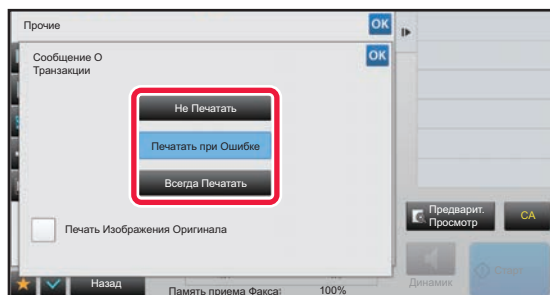 Прочие
OK
Сообщение О
Транзакции
OK
Не Печатать
Печатать при Ошибке
Всегда Печатать
Печать Изображения Оригинала
Предварит.
Просмотр
CA
Назад
Память приема Факса:
100%
Динамик
Старт